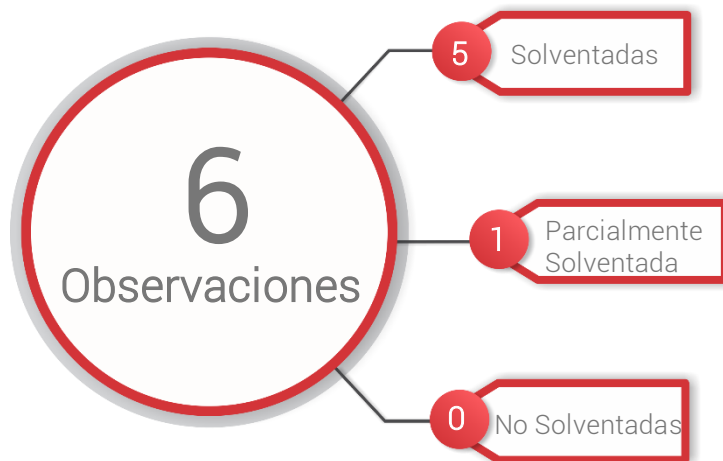 6
Observaciones
5
Solventadas
1
Parcialmente
Solventada
0
No Solventadas